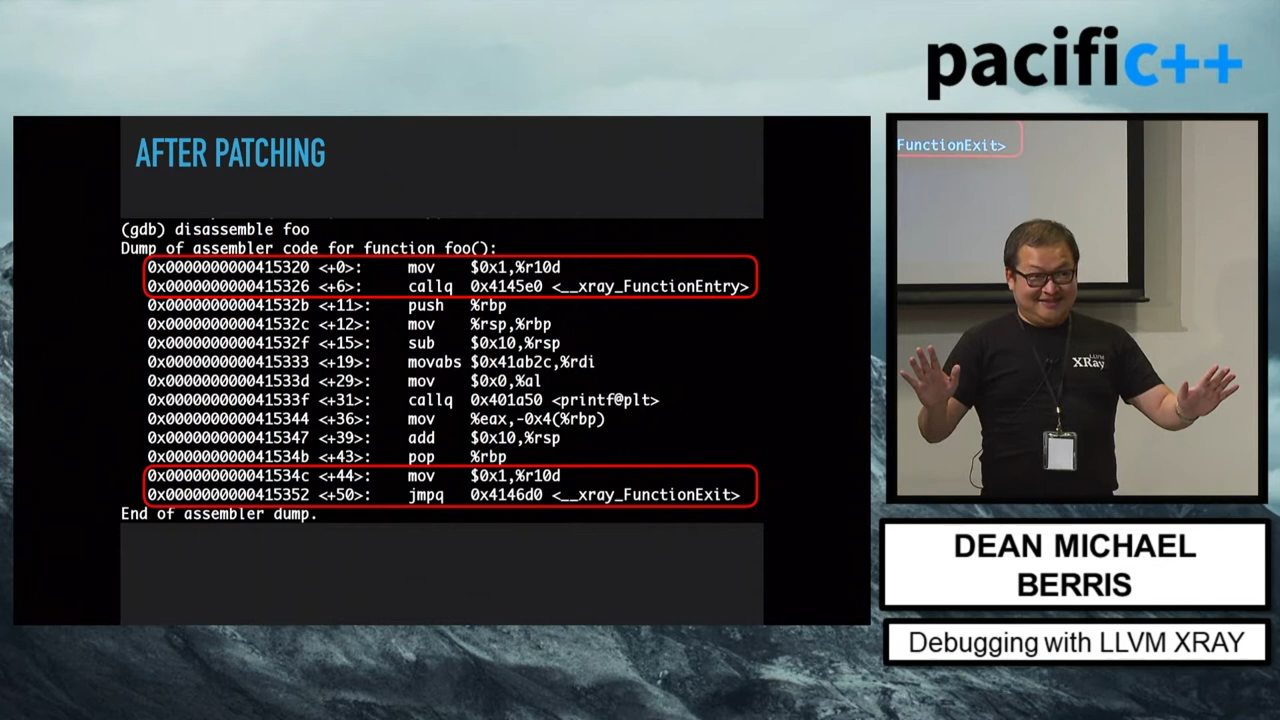 pacific++
AFTER PATCHING
(gdb) disassemble foo
Dump of assembler code for function foo():
0x0000000000415320 <+0>: mov $0x1,%r10d
0x0000000000415326 <+6>: callq 0x4145e0 <__xray_FunctionEntry>
0x000000000041532b <+11>: push %rbp
0x000000000041532c <+12>: mov %rsp,%rbp
0x000000000041532f <+15>: sub $0x10,%rsp
0x0000000000415333 <+19>: movabs $0x41ab2c,%rdi
0x000000000041533d <+29>: mov $0x0,%al
0x000000000041533f <+31>: callq 0x401a50 <printf@plt>
0x0000000000415344 <+36>: mov %eax,-0x4(%rbp)
0x0000000000415347 <+39>: add $0x10,%rsp
0x000000000041534b <+43>: pop %rbp
0x000000000041534c <+44>: mov $0x1,%r10d
0x0000000000415352 <+50>: jmpq 0x4146d0 <__xray_FunctionExit>
End of assembler dump.
FunctionExit>
LLVM
XRay
DEAN MICHAEL
BERRIS
Debugging with LLVM XRAY